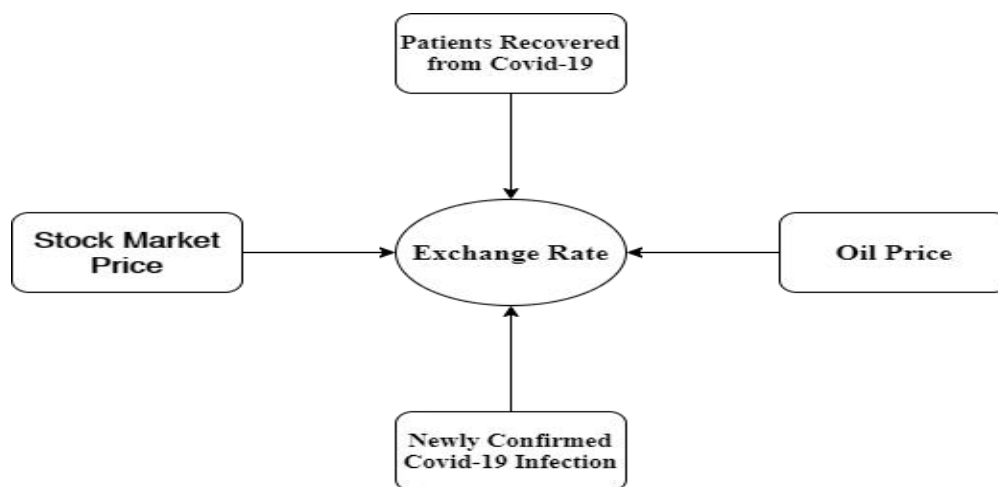 Patients Recovered
from Covid-19
Stock Market
Price
Exchange Rate
Oil Price
Newly Confirmed
Covid-19 Infection